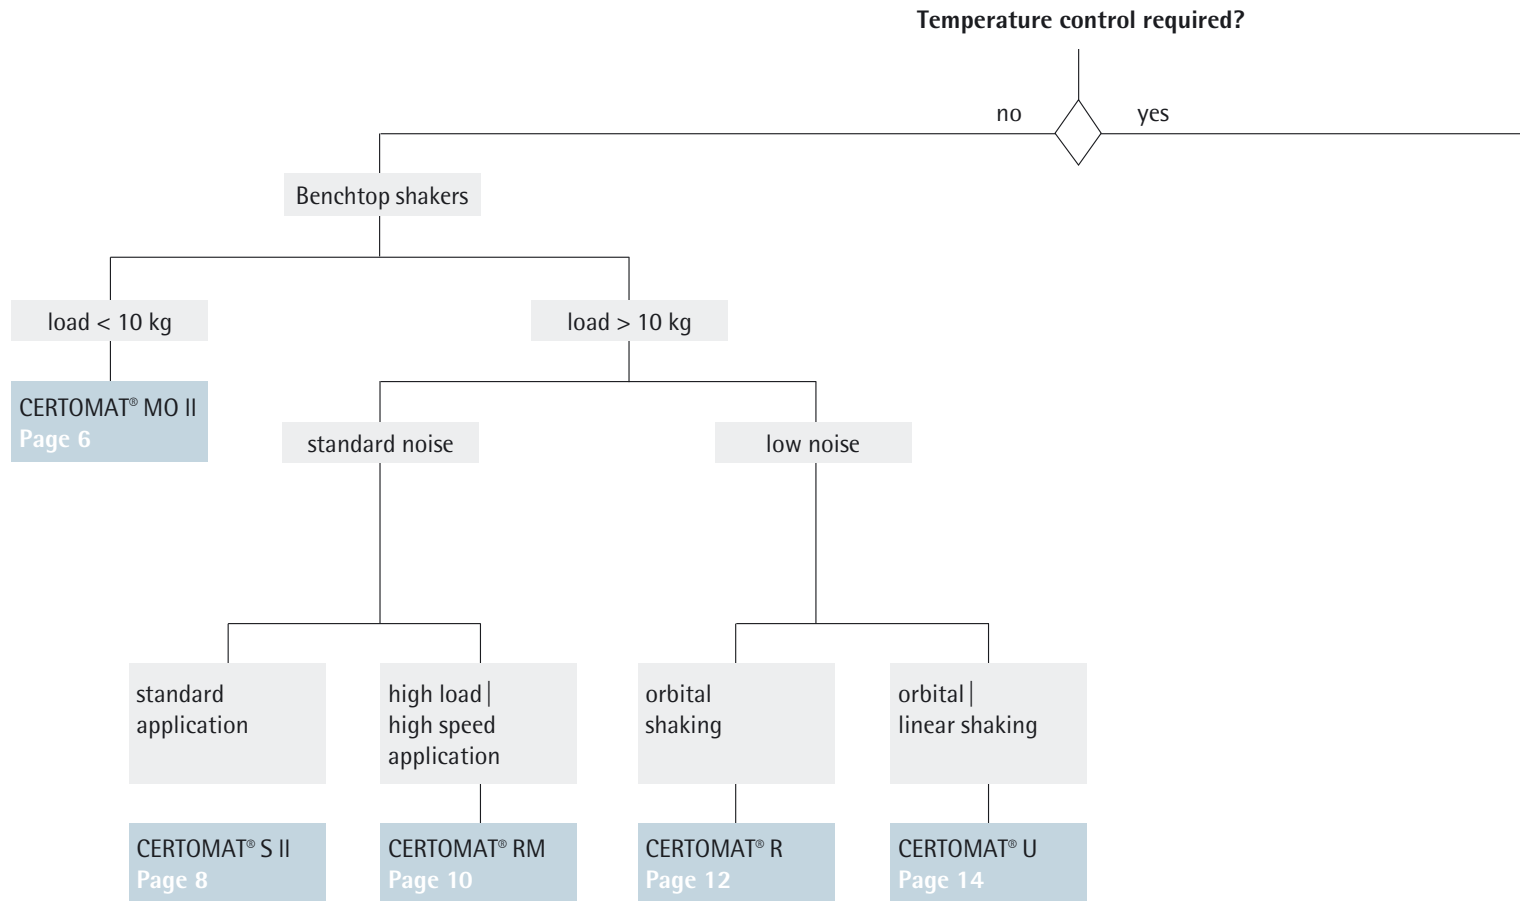 Temperature control required?
no
yes
Benchtop shakers
load < 10 kg
load > 10 kg
CERTOMAT® MO II
Page 6
standard noise
low noise
standard
application
high load |
high speed
application
orbital
shaking
orbital |
linear shaking
CERTOMAT® S II
Page 8
CERTOMAT® RM
Page 10
CERTOMAT® R
Page 12
CERTOMAT® U
Page 14